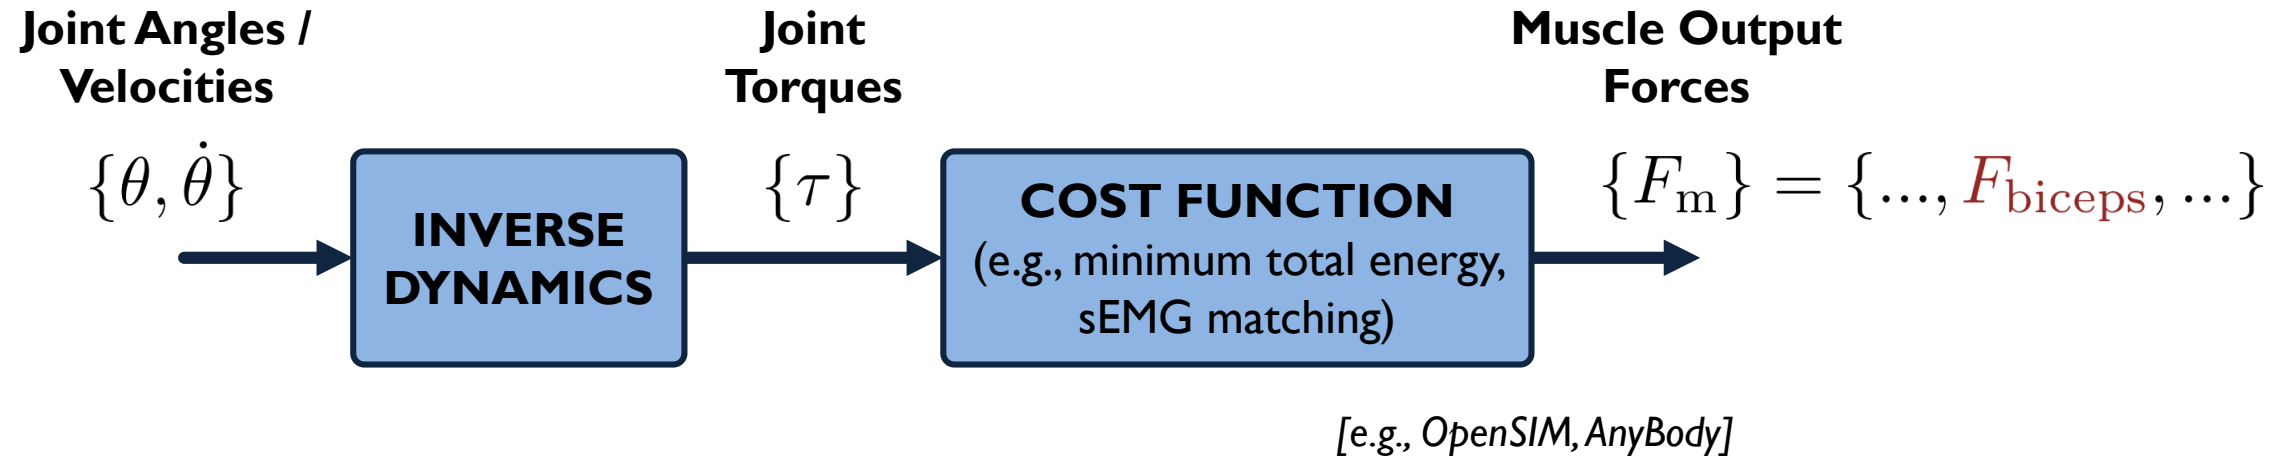 Joint Angles /
Velocities
{θ, θ̇}
INVERSE
DYNAMICS
Joint
Torques
{τ}
COST FUNCTION
(e.g., minimum total energy,
sEMG matching)
Muscle Output
Forces
{F_m} = {..., F_biceps, ...}
[e.g., OpenSIM, AnyBody]